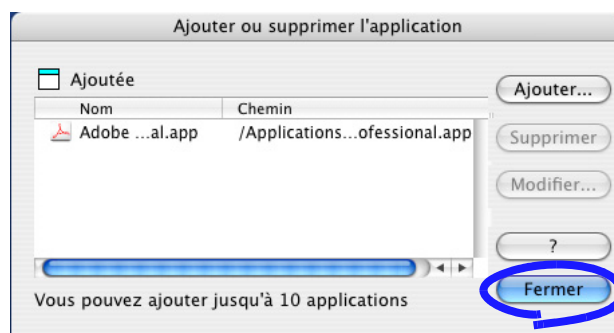 Ajouter ou supprimer l'application
Ajoutée
Nom Chemin
Adobe ...al.app /Applications...ofessional.app
Ajouter...
Supprimer
Modifier...
?
Fermer
Vous pouvez ajouter jusqu'à 10 applications